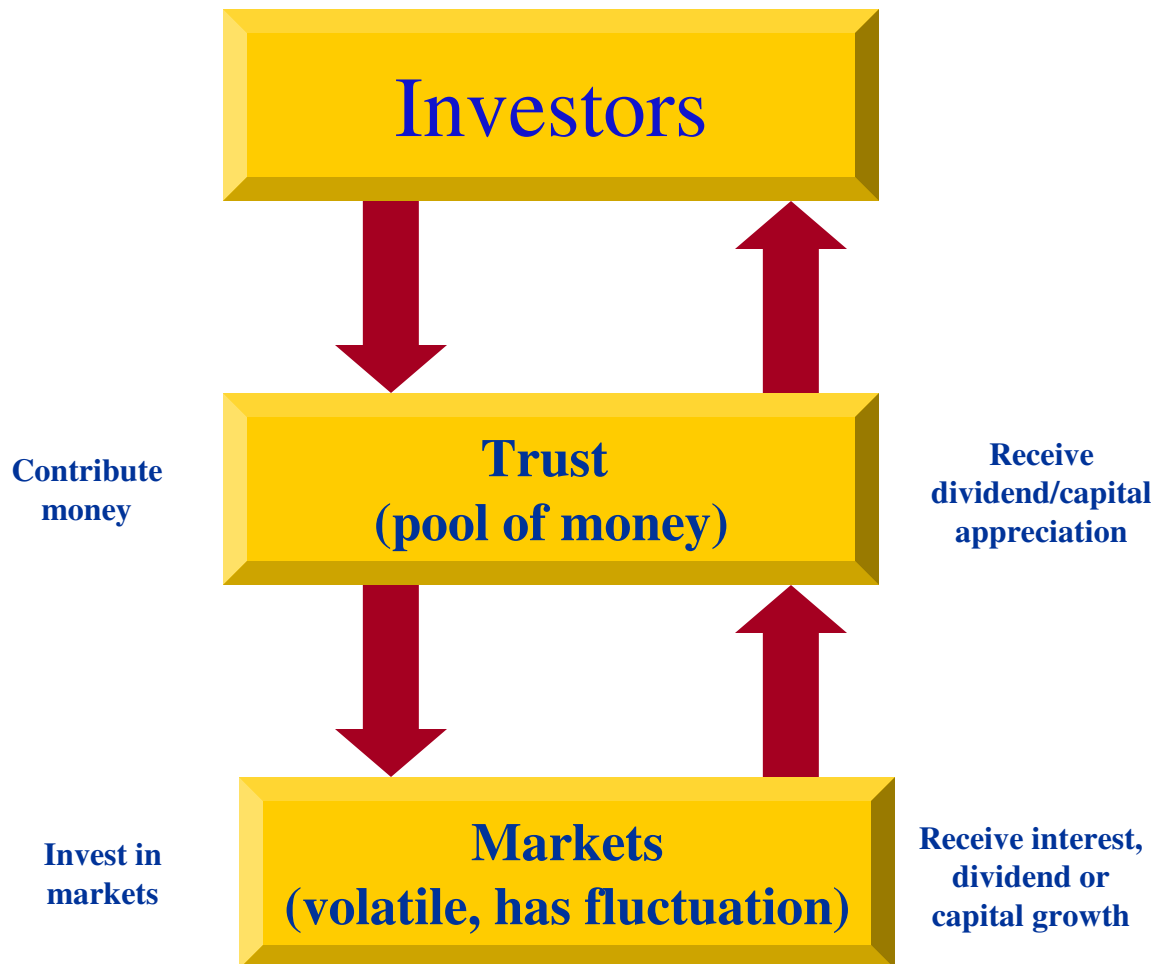 Investors
Contribute
money
Trust
(pool of money)
Receive
dividend/capital
appreciation
Invest in
markets
Markets
(volatile, has fluctuation)
Receive interest,
dividend or
capital growth